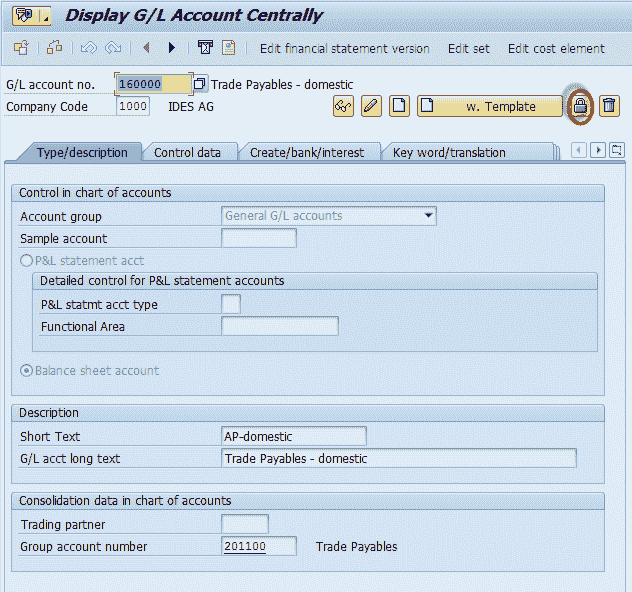 Display G/L Account Centrally
Edit financial statement version Edit set Edit cost element
G/L account no. 160000 Trade Payables - domestic
Company Code 1000 IDES AG w. Template
Type/description Control data Create/bank/interest Key word/translation
Control in chart of accounts
Account group General G/L accounts
Sample account
P&L statement acct
Detailed control for P&L statement accounts
P&L statmt acct type
Functional Area
Balance sheet account
Description
Short Text AP-domestic
G/L acct long text Trade Payables - domestic
Consolidation data in chart of accounts
Trading partner
Group account number 201100 Trade Payables